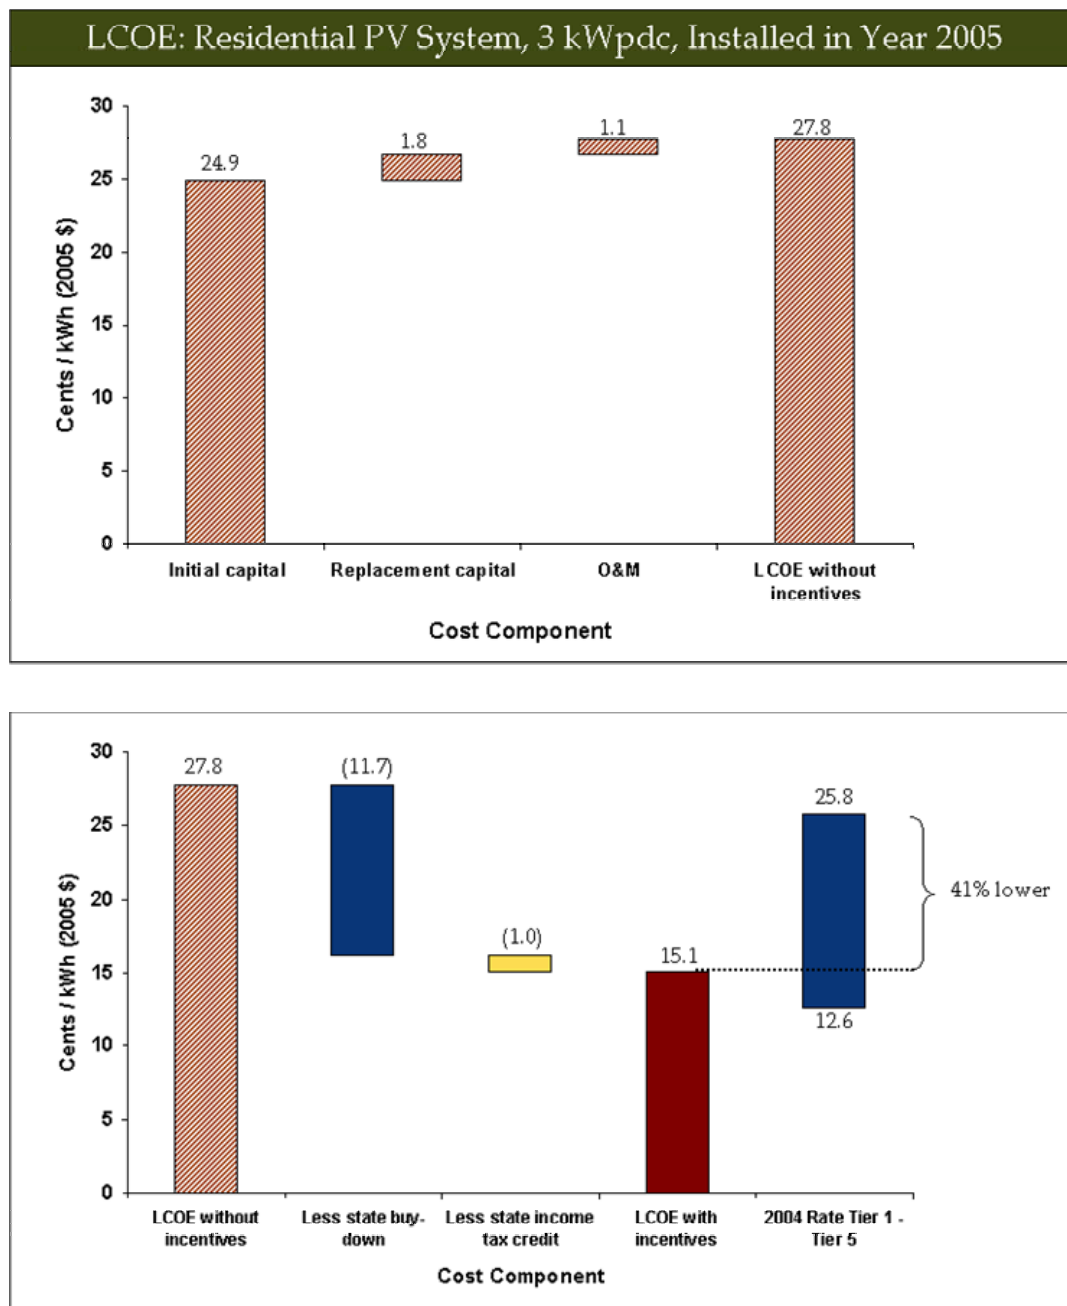 LCOE: Residential PV System, 3 kWpdc, Installed in Year 2005
30
25
20
15
10
5
0
Cents / kWh (2005 $)
24.9
1.8
1.1
27.8
Initial capital
Replacement capital
O&M
LCOE without
incentives
Cost Component
30
25
20
15
10
5
0
Cents / kWh (2005 $)
27.8
(11.7)
(1.0)
15.1
25.8
12.6
41% lower
LCOE without
incentives
Less state buy-
down
Less state income
tax credit
LCOE with
incentives
2004 Rate Tier 1 -
Tier 5
Cost Component